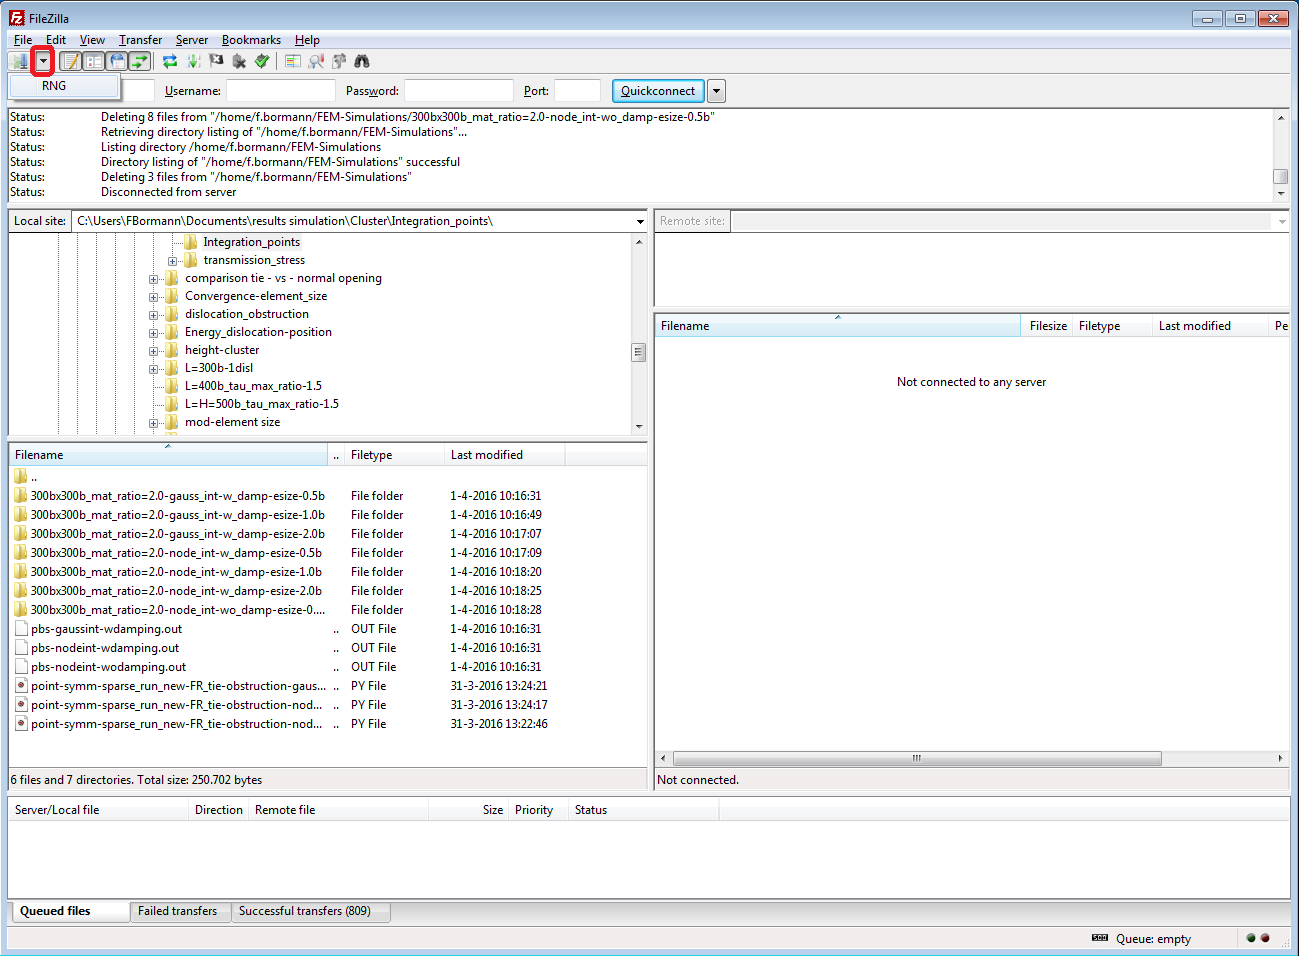 FileZilla
File Edit View Transfer Server Bookmarks Help
RNG
Username: Password: Port: Quickconnect
Status: Deleting 8 files from "/home/f.bormann/FEM-Simulations/300bx300b_mat_ratio=2.0-node_int-wo_damp-esize-0.5b"
Status: Retrieving directory listing of "/home/f.bormann/FEM-Simulations"...
Status: Listing directory /home/f.bormann/FEM-Simulations
Status: Directory listing of "/home/f.bormann/FEM-Simulations" successful
Status: Deleting 3 files from "/home/f.bormann/FEM-Simulations"
Status: Disconnected from server
Local site: C:\Users\FBormann\Documents\results simulation\Cluster\Integration_points\
Integration_points
transmission_stress
comparison tie - vs - normal opening
Convergence-element_size
dislocation_obstruction
Energy_dislocation-position
height-cluster
L=300b-1disl
L=400b_tau_max_ratio-1.5
L=H=500b_tau_max_ratio-1.5
mod-element size
Filename .. Filetype Last modified
..
300bx300b_mat_ratio=2.0-gauss_int-w_damp-esize-0.5b File folder 1-4-2016 10:16:31
300bx300b_mat_ratio=2.0-gauss_int-w_damp-esize-1.0b File folder 1-4-2016 10:16:49
300bx300b_mat_ratio=2.0-gauss_int-w_damp-esize-2.0b File folder 1-4-2016 10:17:07
300bx300b_mat_ratio=2.0-node_int-w_damp-esize-0.5b File folder 1-4-2016 10:17:09
300bx300b_mat_ratio=2.0-node_int-w_damp-esize-1.0b File folder 1-4-2016 10:18:20
300bx300b_mat_ratio=2.0-node_int-w_damp-esize-2.0b File folder 1-4-2016 10:18:25
300bx300b_mat_ratio=2.0-node_int-wo_damp-esize-0.... File folder 1-4-2016 10:18:28
pbs-gaussint-wdamping.out .. OUT File 1-4-2016 10:16:31
pbs-nodeint-wdamping.out .. OUT File 1-4-2016 10:16:31
pbs-nodeint-wodamping.out .. OUT File 1-4-2016 10:16:31
point-symm-sparse_run_new-FR_tie-obstruction-gaus... .. PY File 31-3-2016 13:24:21
point-symm-sparse_run_new-FR_tie-obstruction-nod... .. PY File 31-3-2016 13:24:17
point-symm-sparse_run_new-FR_tie-obstruction-nod... .. PY File 31-3-2016 13:22:46
6 files and 7 directories. Total size: 250.702 bytes
Remote site:
Filename Filesize Filetype Last modified Pe
Not connected to any server
Not connected.
Server/Local file Direction Remote file Size Priority Status
Queued files Failed transfers Successful transfers (809)
Queue: empty